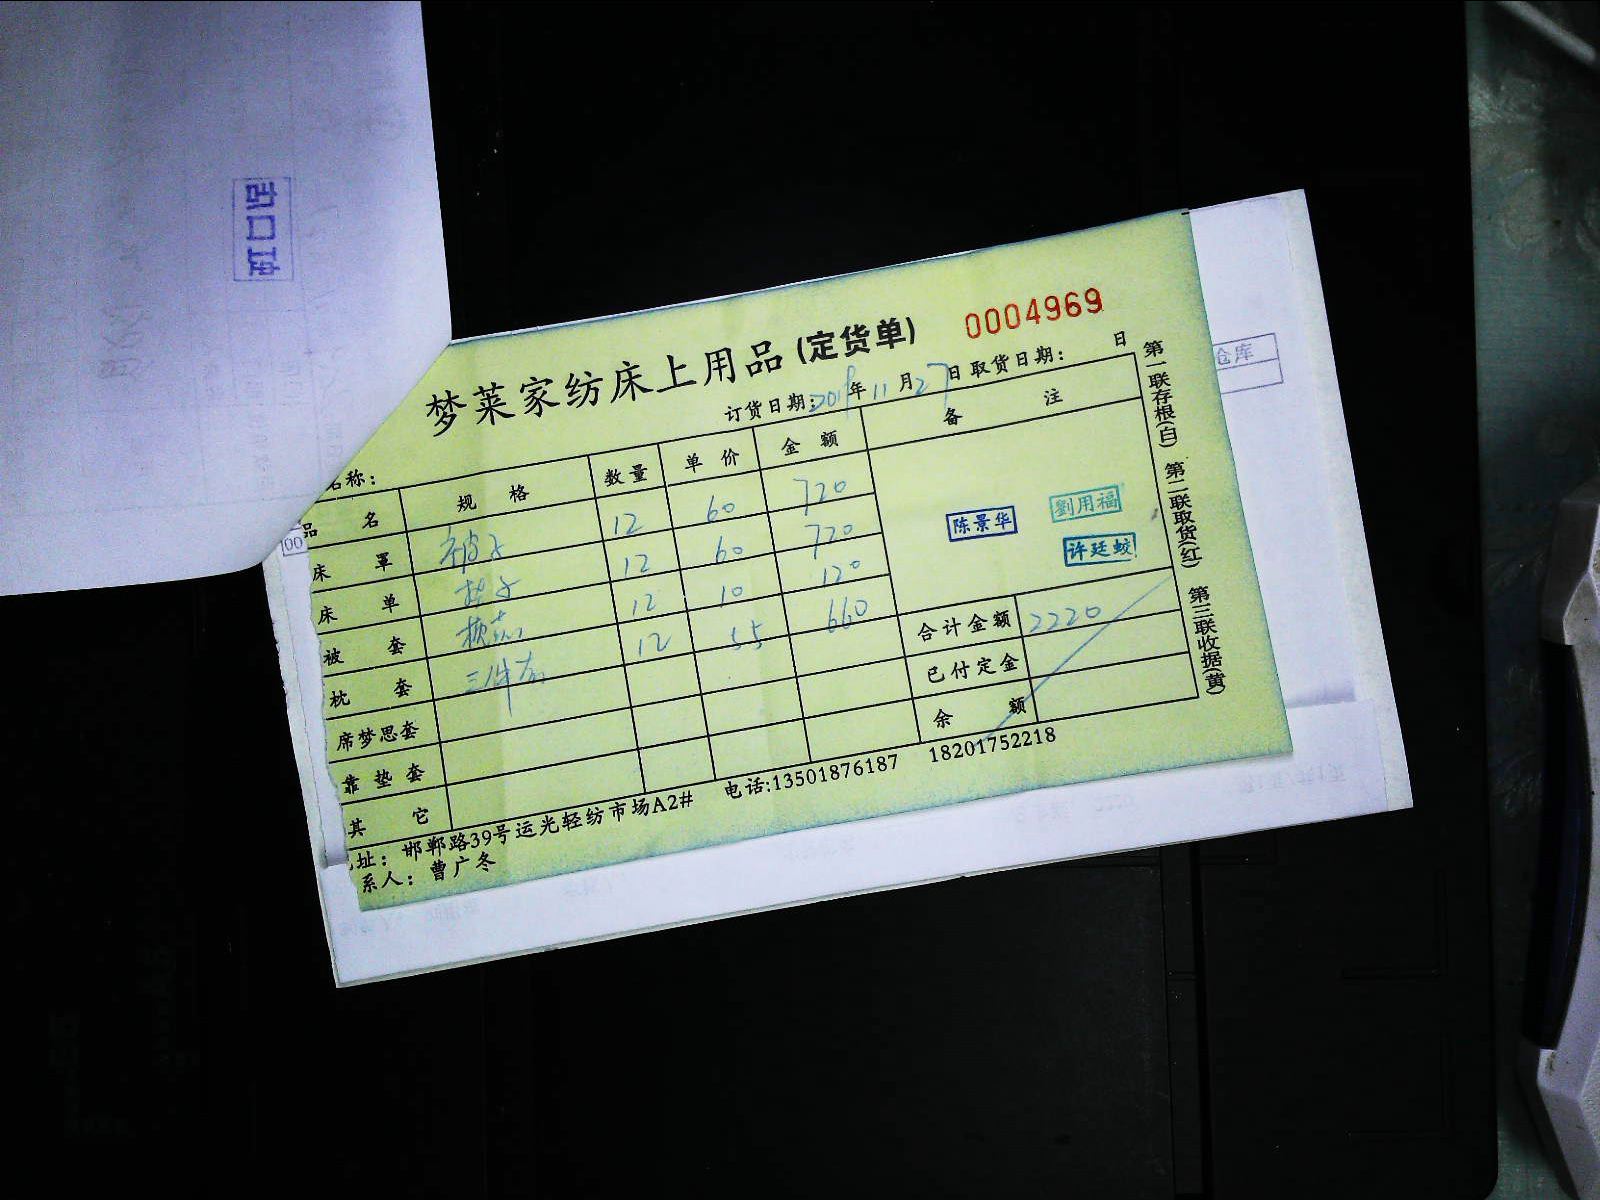 梦莱家纺床上用品(定货单)
0004969
订货日期:2019年11月27日取货日期: 日
名称:
品名 规格 数量 单价 金额 备注
床罩 被子 12 60 720
床单 12 60 720
被套 12 10 120
枕套 三件套 12 55 660
席梦思套
靠垫套
其它
陈景华
劉用福
许廷蛟
合计金额 2220
已付定金
余额
址:邯郸路39号运光轻纺市场A2# 电话:13501876187 18201752218
系人:曹广冬
第一联存根(白) 第二联取货(红) 第三联收据(黄)
仓库
00